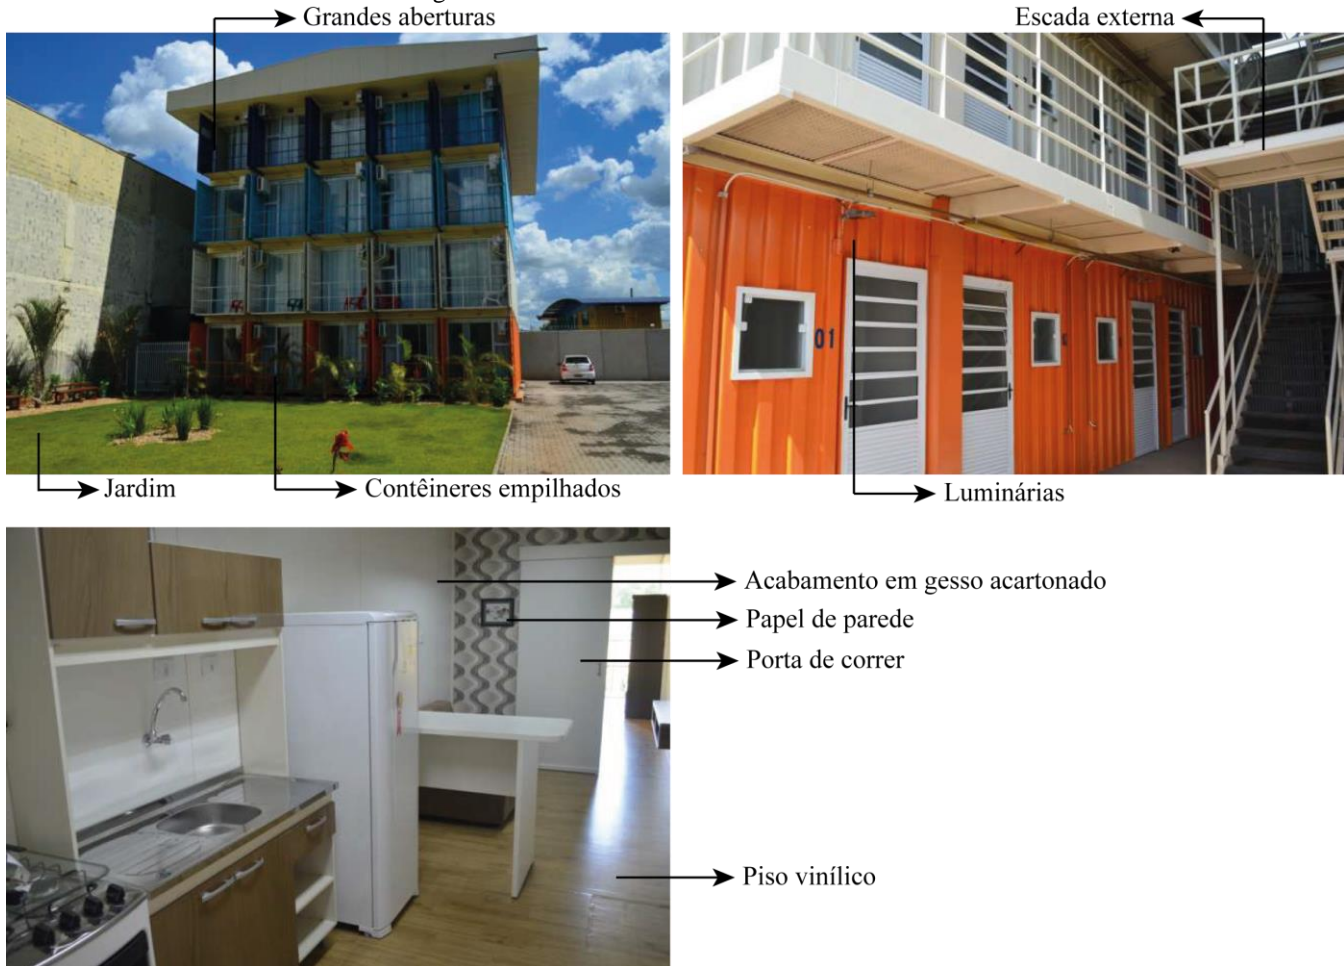 Grandes aberturas
Escada externa
01
Jardim
Contêineres empilhados
Luminárias
Acabamento em gesso acartonado
Papel de parede
Porta de correr
Piso vinílico